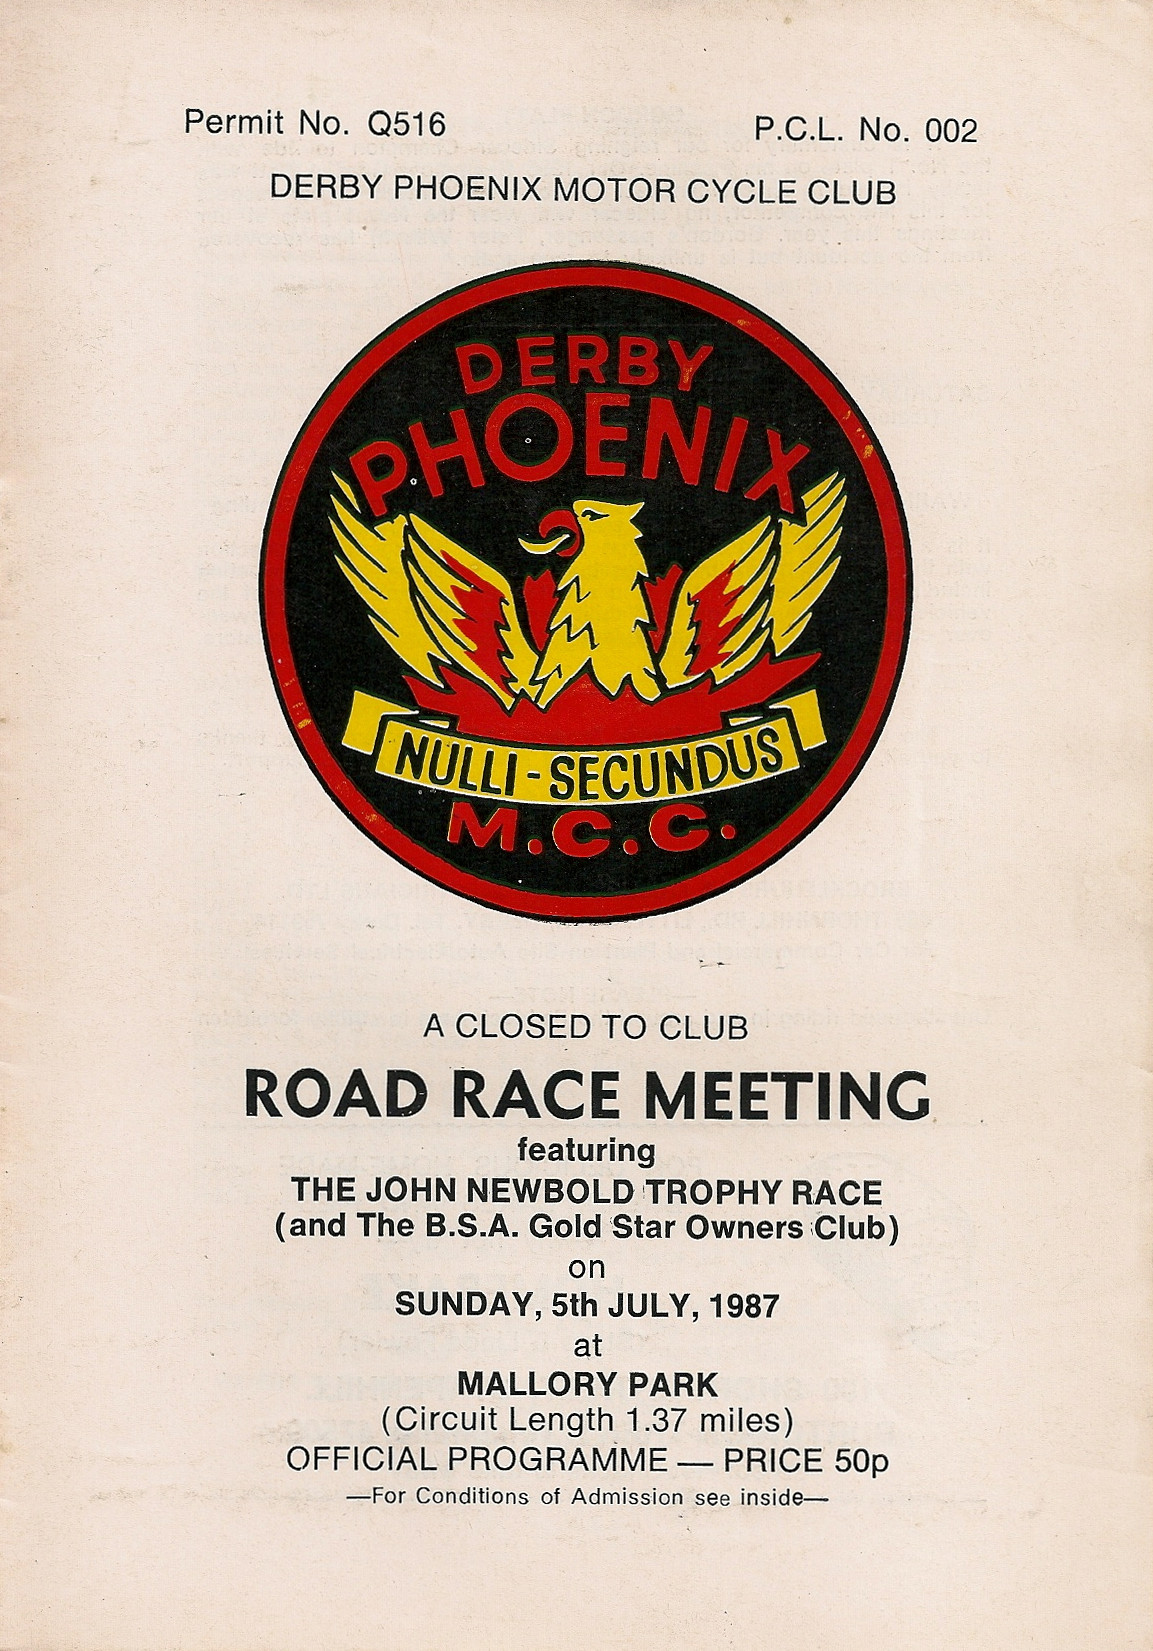 Permit No. Q516
P.C.L. No. 002
DERBY PHOENIX MOTOR CYCLE CLUB
DERBY
PHOENIX
NULLI-SECUNDUS
M.C.C.
A CLOSED TO CLUB
ROAD RACE MEETING
featuring
THE JOHN NEWBOLD TROPHY RACE
(and The B.S.A. Gold Star Owners Club)
on
SUNDAY, 5th JULY, 1987
at
MALLORY PARK
(Circuit Length 1.37 miles)
OFFICIAL PROGRAMME — PRICE 50p
—For Conditions of Admission see inside—